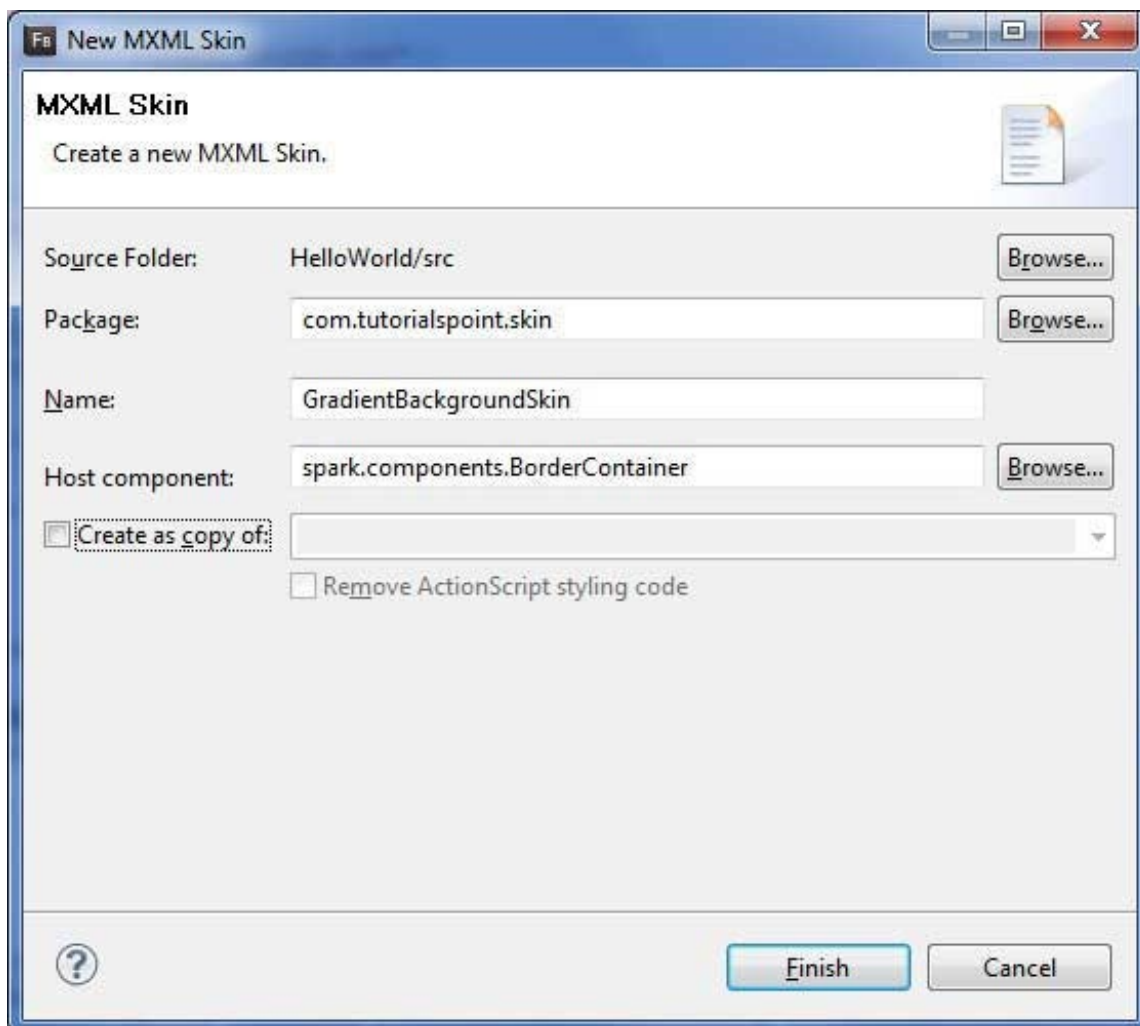 FB New MXML Skin
MXML Skin
Create a new MXML Skin.
Source Folder: HelloWorld/src Browse...
Package: com.tutorialspoint.skin Browse...
Name: GradientBackgroundSkin
Host component: spark.components.BorderContainer Browse...
Create as copy of:
Remove ActionScript styling code
? Finish Cancel